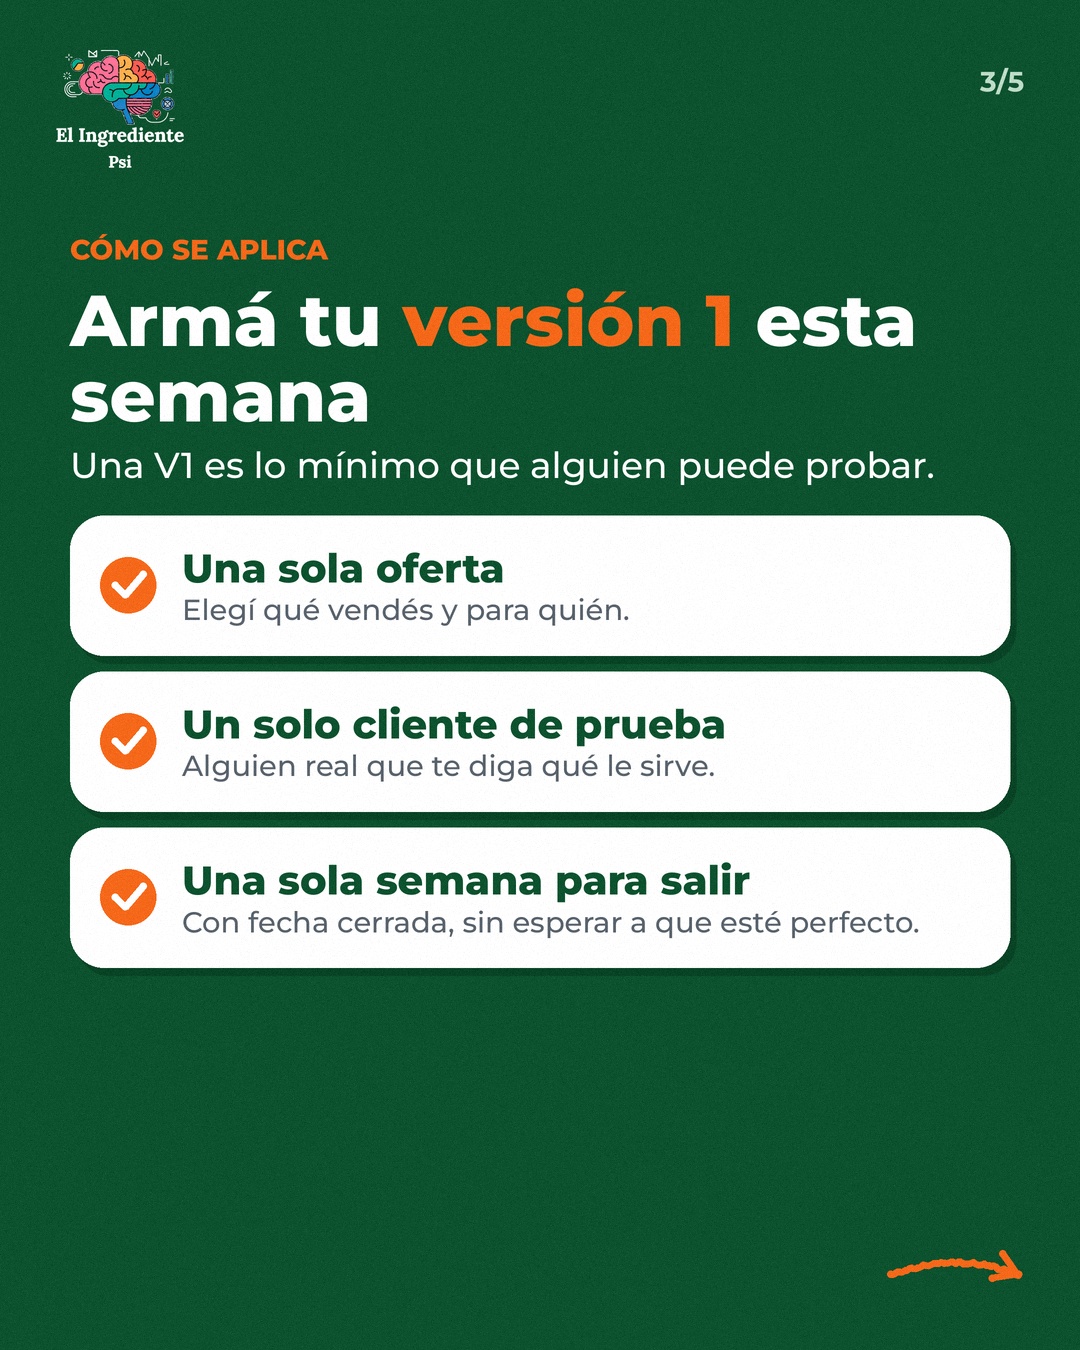 El Ingrediente
Psi
3/5
CÓMO SE APLICA
Armá tu versión 1 esta
semana
Una V1 es lo mínimo que alguien puede probar.
Una sola oferta
Elegí qué vendés y para quién.
Un solo cliente de prueba
Alguien real que te diga qué le sirve.
Una sola semana para salir
Con fecha cerrada, sin esperar a que esté perfecto.